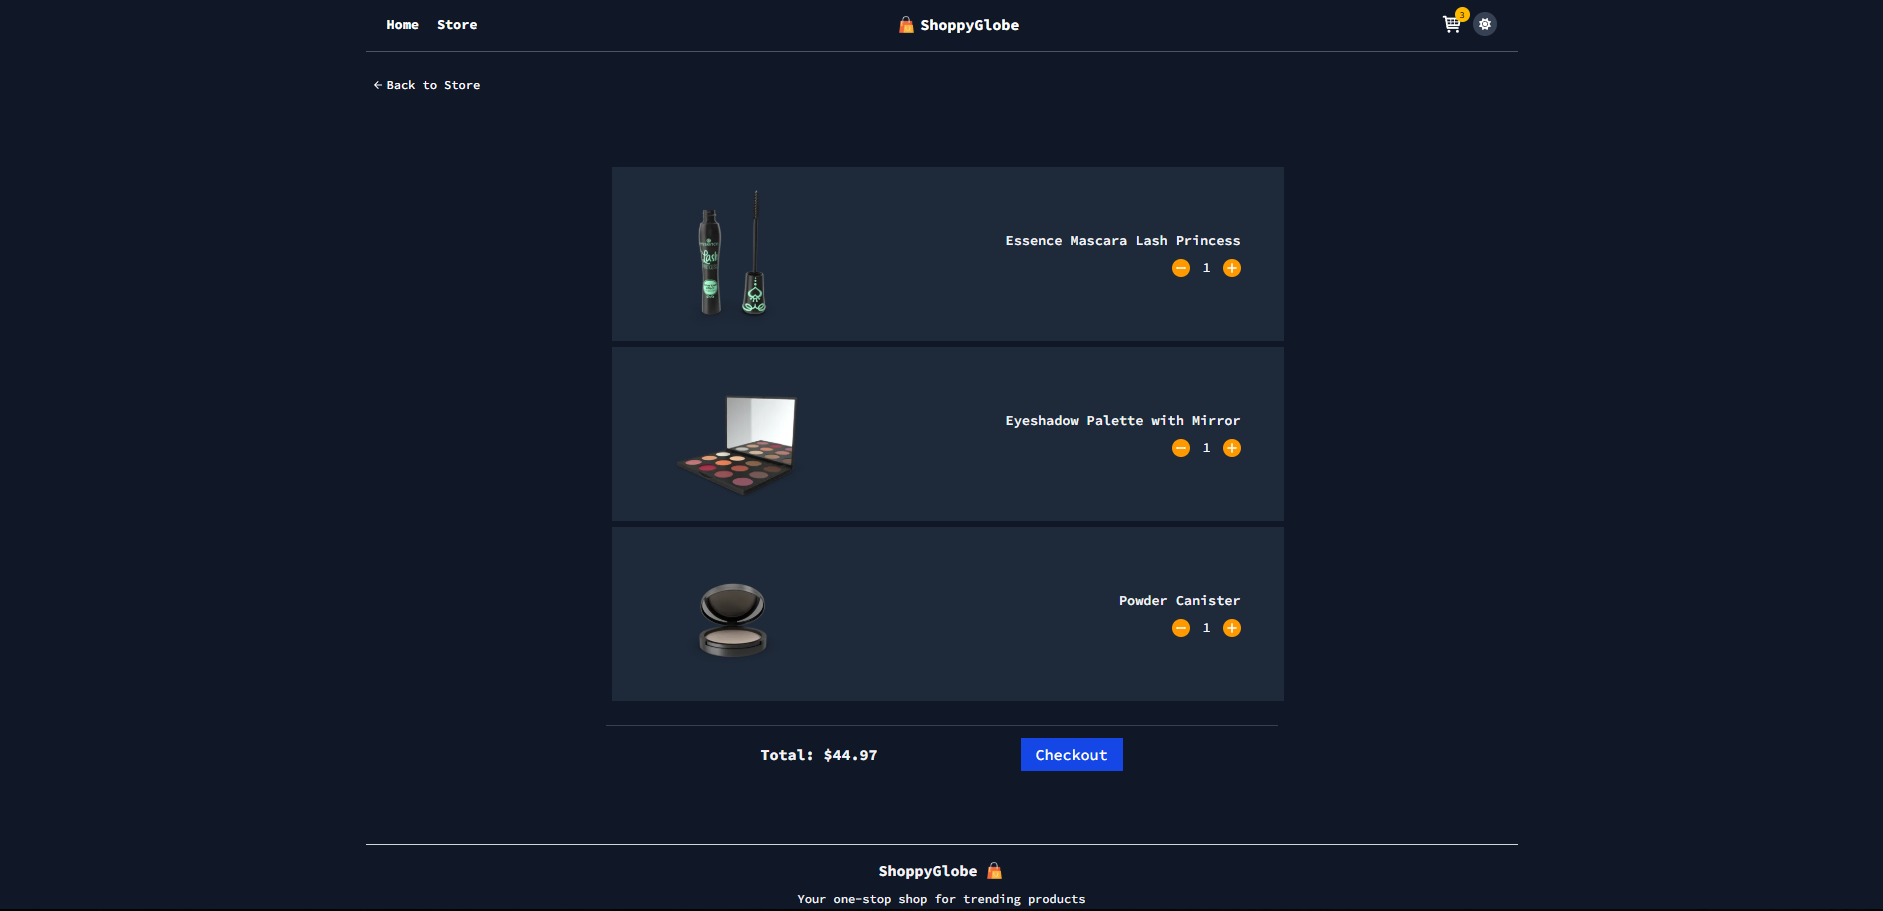 Home Store
ShoppyGlobe
3
Back to Store
Lash
Essence Mascara Lash Princess
1
Eyeshadow Palette with Mirror
1
Powder Canister
1
Total: $44.97
Checkout
ShoppyGlobe
Your one-stop shop for trending products